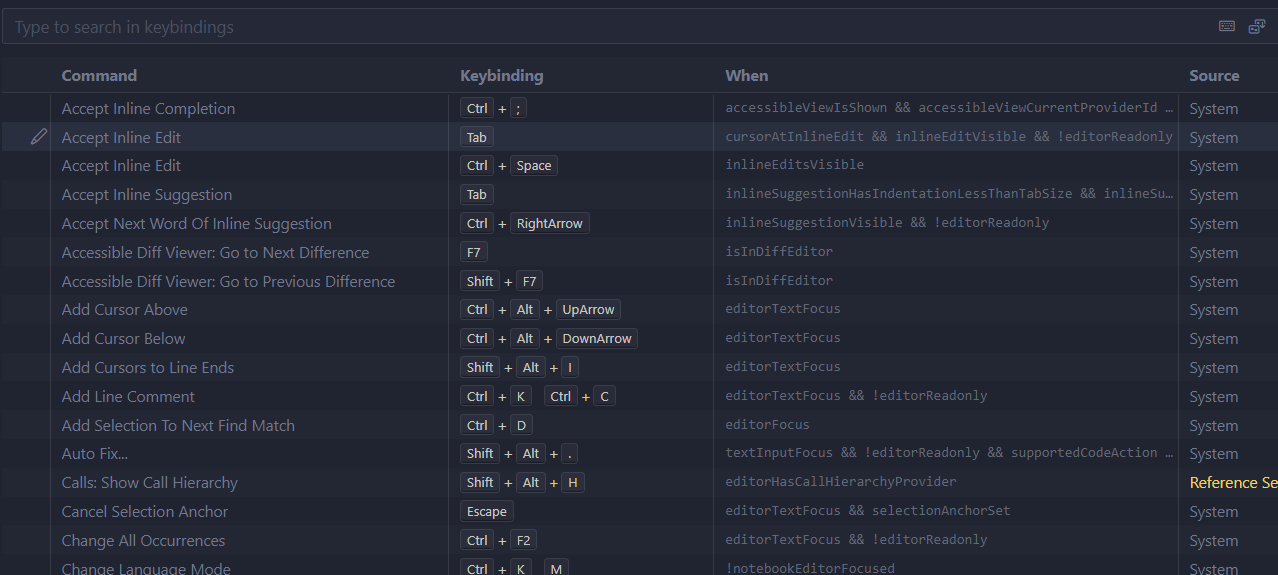 Type to search in keybindings
Command Keybinding When Source
Accept Inline Completion Ctrl + ; accessibleViewIsShown && accessibleViewCurrentProviderId … System
Accept Inline Edit Tab cursorAtInlineEdit && inlineEditVisible && !editorReadonly System
Accept Inline Edit Ctrl + Space inlineEditsVisible System
Accept Inline Suggestion Tab inlineSuggestionHasIndentationLessThanTabSize && inlineSu… System
Accept Next Word Of Inline Suggestion Ctrl + RightArrow inlineSuggestionVisible && !editorReadonly System
Accessible Diff Viewer: Go to Next Difference F7 isInDiffEditor System
Accessible Diff Viewer: Go to Previous Difference Shift + F7 isInDiffEditor System
Add Cursor Above Ctrl + Alt + UpArrow editorTextFocus System
Add Cursor Below Ctrl + Alt + DownArrow editorTextFocus System
Add Cursors to Line Ends Shift + Alt + I editorTextFocus System
Add Line Comment Ctrl + K Ctrl + C editorTextFocus && !editorReadonly System
Add Selection To Next Find Match Ctrl + D editorFocus System
Auto Fix... Shift + Alt + . textInputFocus && !editorReadonly && supportedCodeAction … System
Calls: Show Call Hierarchy Shift + Alt + H editorHasCallHierarchyProvider Reference Se
Cancel Selection Anchor Escape editorTextFocus && selectionAnchorSet System
Change All Occurrences Ctrl + F2 editorTextFocus && !editorReadonly System
Change Language Mode Ctrl + K M !notebookEditorFocused System